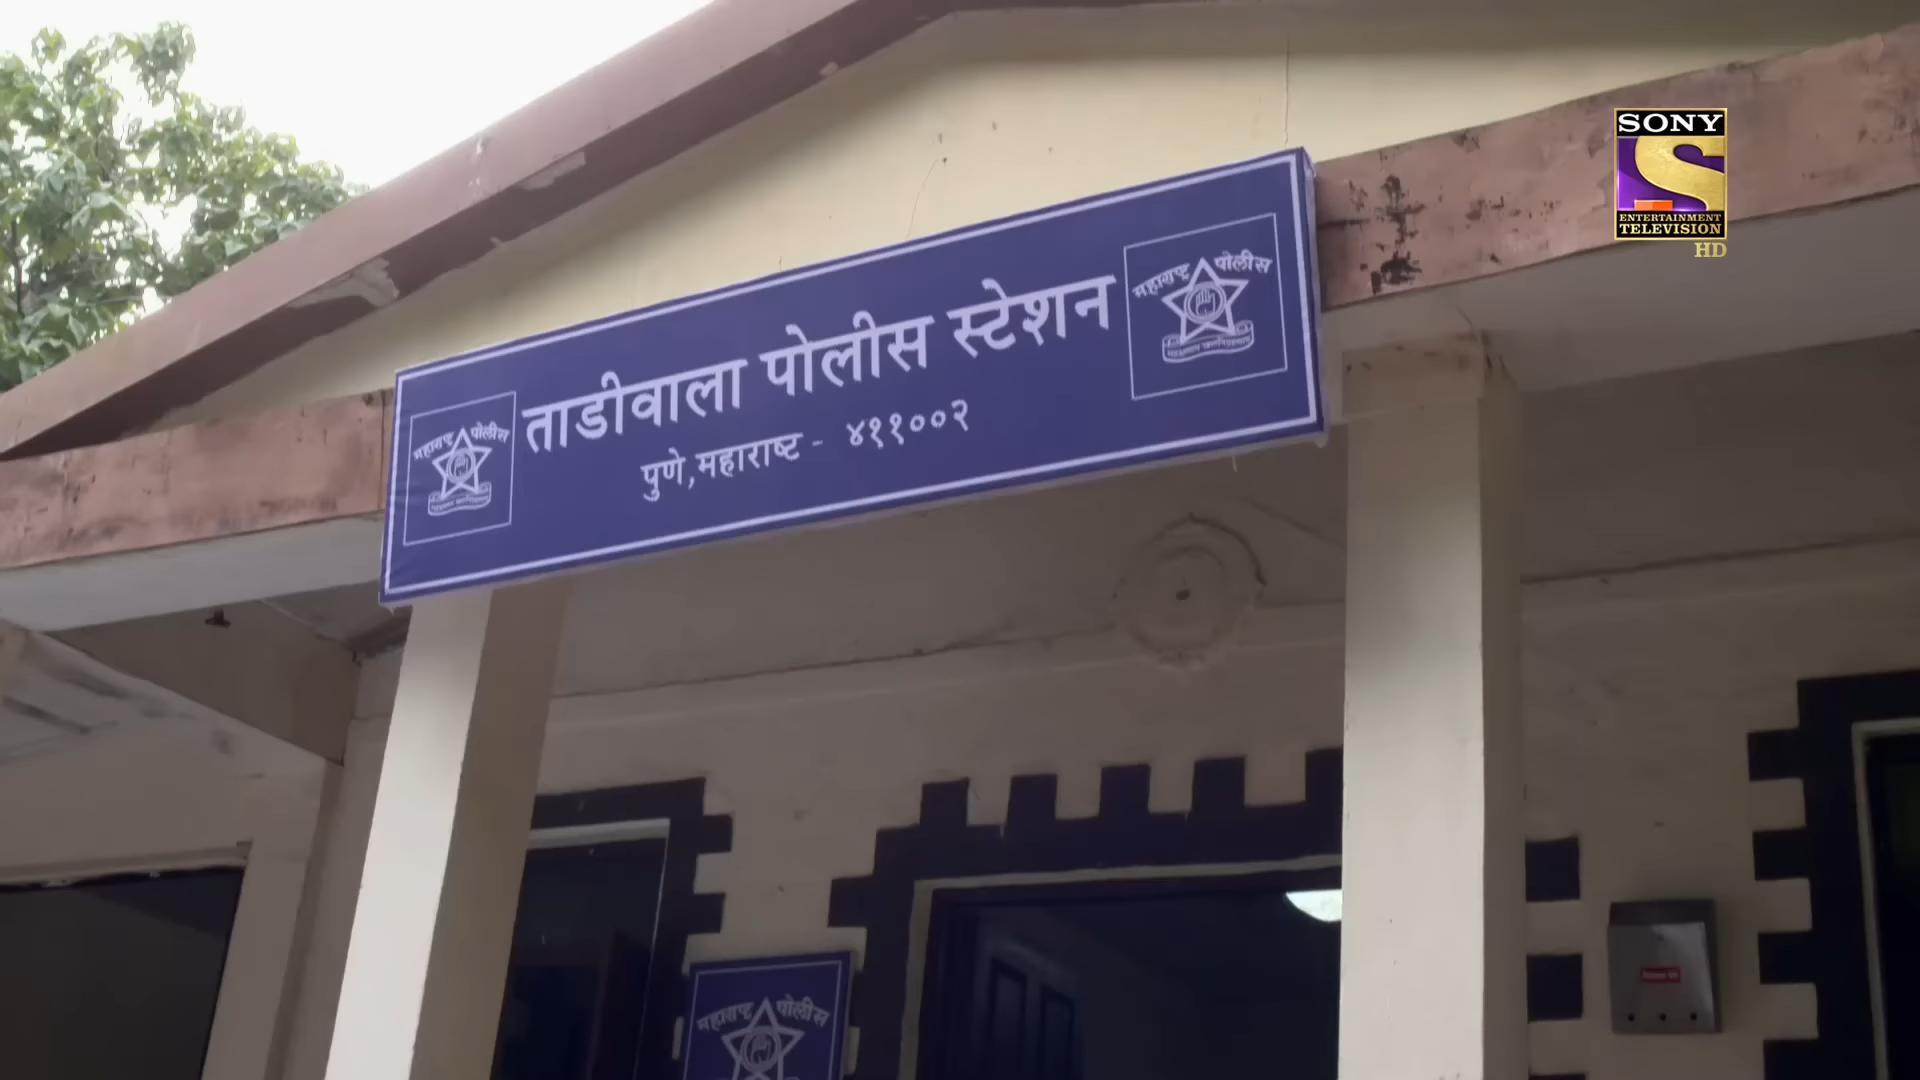 SONY
ENTERTAINMENT
TELEVISION
HD
महाराष्ट्र पोलीस
ताडीवाला पोलीस स्टेशन
पुणे,महाराष्ट - ४११००२
महाराष्ट्र पोलीस
महाराष्ट्र पोलीस